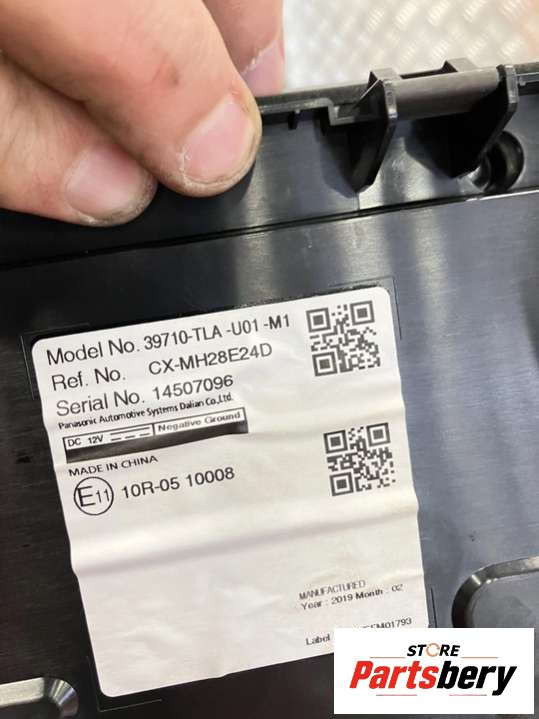 Model No. 39710-TLA -U01 -M1
Ref. No. CX-MH28E24D
Serial No. 14507096
Panasonic Automotive Systems Dalian Co.,Ltd.
DC 12V Negative Ground
MADE IN CHINA
E11 10R-05 10008
MANUFACTURED
Year : 2019 Month : 02
Label
STORE
Partsbery